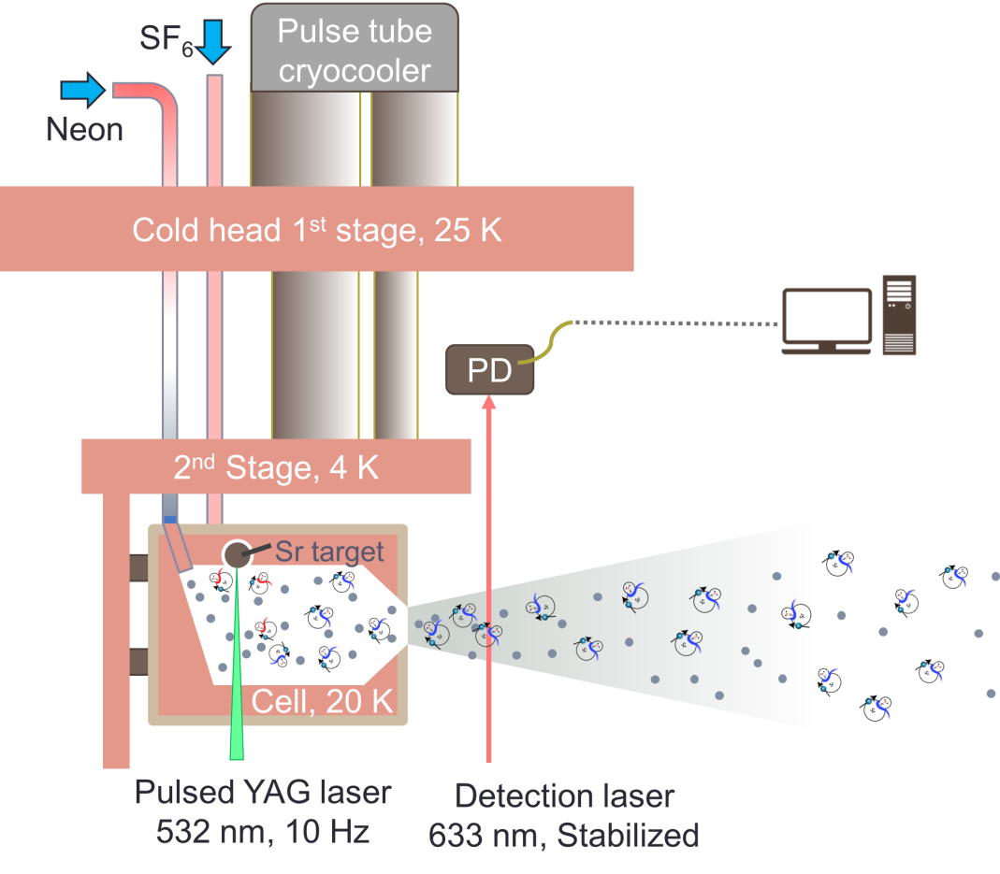 SF₆
Neon
Pulse tube
cryocooler
Cold head 1ˢᵗ stage, 25 K
PD
2ⁿᵈ Stage, 4 K
Sr target
Cell, 20 K
Pulsed YAG laser
532 nm, 10 Hz
Detection laser
633 nm, Stabilized